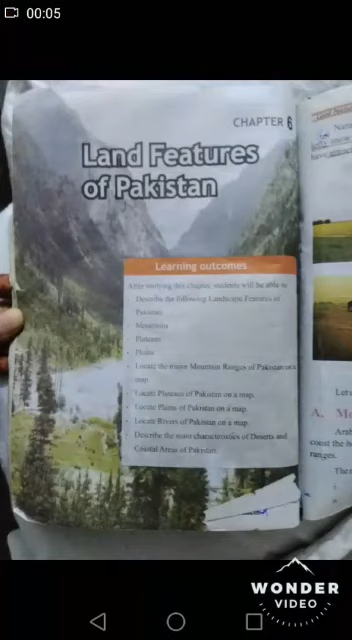 00:05
CHAPTER 6
Land Features
of Pakistan
Learning outcomes
After studying this chapter, students will be able to
Describe the following Landscape Features of
Pakistan
Mountains
Plateaus
Plains
Locate the major Mountain Ranges of Pakistan on a
map.
Locate Plateaus of Pakistan on a map.
Locate Plains of Pakistan on a map.
Locate Rivers of Pakistan on a map.
Describe the main characteristics of Deserts and
Coastal Areas of Pakistan.
A.
coast the
ranges.
WONDER
VIDEO